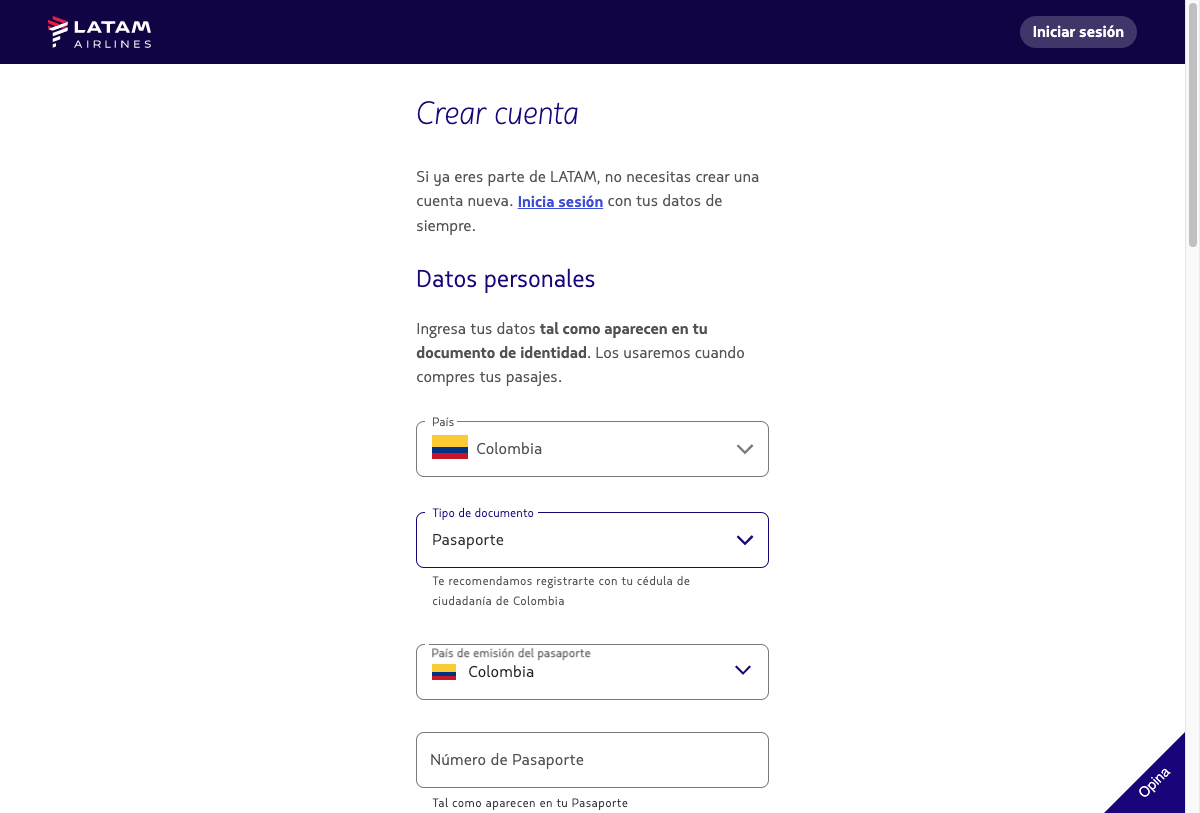 LATAM
AIRLINES
Iniciar sesión
Crear cuenta
Si ya eres parte de LATAM, no necesitas crear una
cuenta nueva. Inicia sesión con tus datos de
siempre.
Datos personales
Ingresa tus datos tal como aparecen en tu
documento de identidad. Los usaremos cuando
compres tus pasajes.
País
Colombia
Tipo de documento
Pasaporte
Te recomendamos registrarte con tu cédula de
ciudadanía de Colombia
País de emisión del pasaporte
Colombia
Número de Pasaporte
Tal como aparecen en tu Pasaporte
Opina